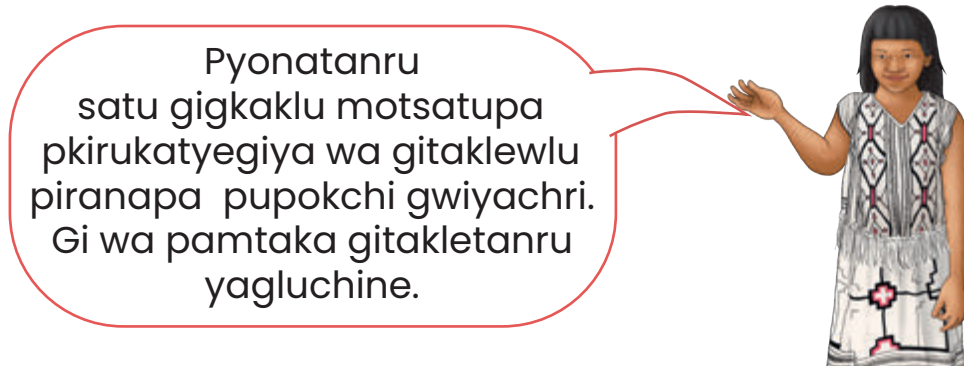 Pyonatanru
satu gigkaklu motsatupa
pkirukatyegiya wa gitaklewlu
piranapa  pupokchi gwiyachri.
Gi wa pamtaka gitakletanru
yagluchine.